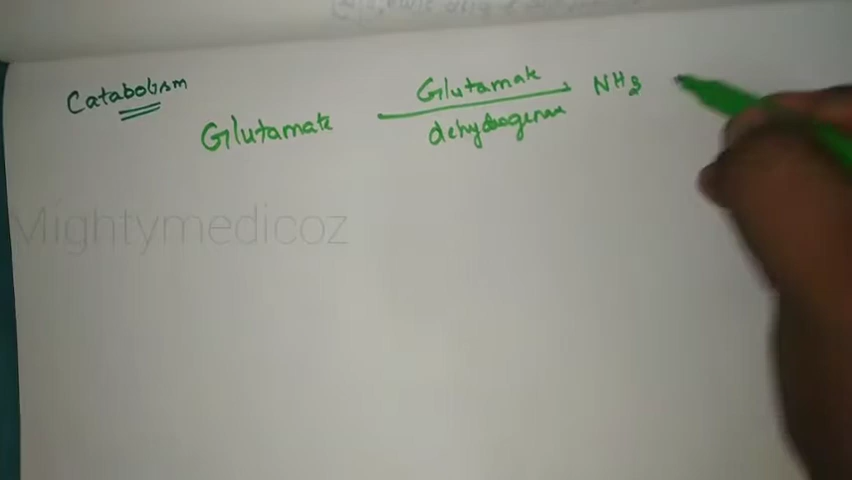 Catabolism
Glutamate
Glutamate
dehydrogenase
NH3
Mightymedicoz